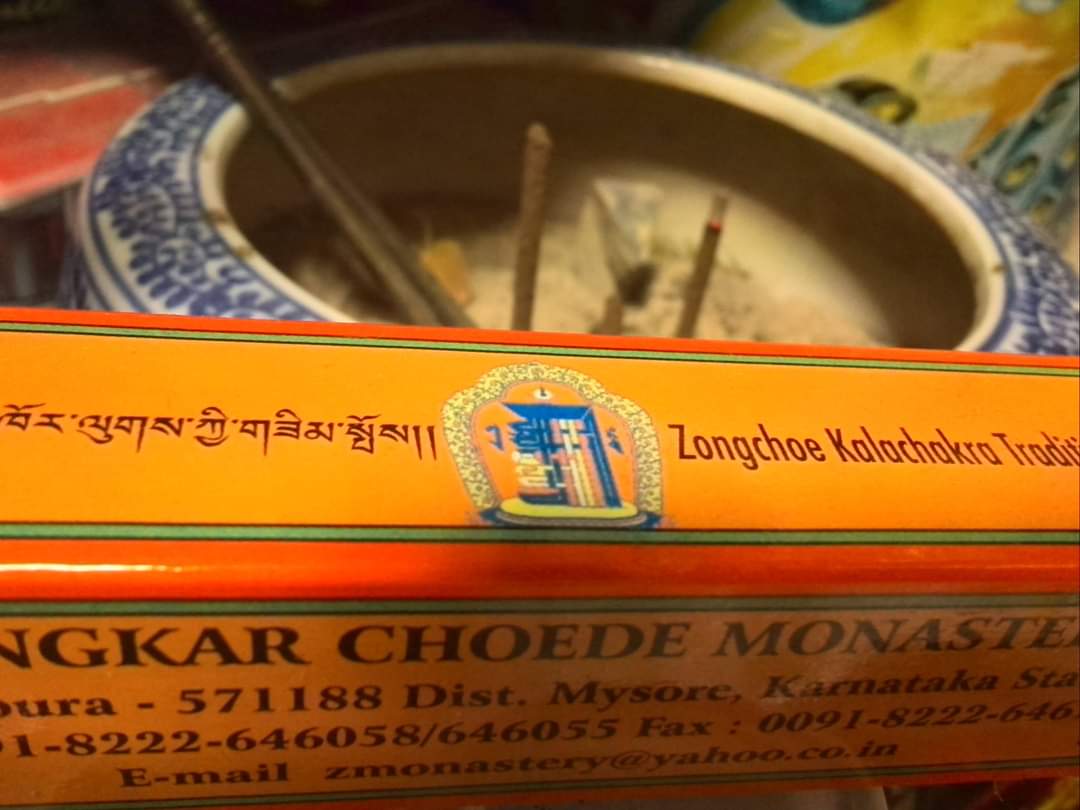 ཁོར་ལུགས་ཀྱི་གཟིམ་སྤོས།། Zongchoe Kalachakra Traditi
NGKAR CHOEDE MONASTE
pura - 571188 Dist. Mysore, Karnataka Sta
91-8222-646058/646055 Fax : 0091-8222-646
E-mail zmonastery@yahoo.co.in